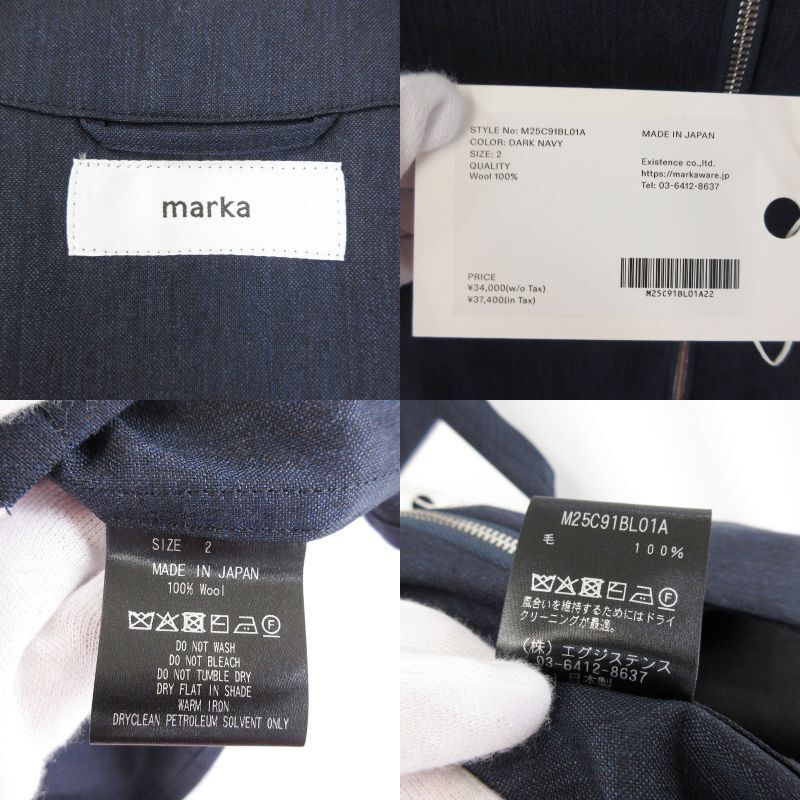 marka
STYLE No: M25C91BL01A
COLOR: DARK NAVY
SIZE: 2
QUALITY
Wool 100%
MADE IN JAPAN
Existence co.,ltd.
https://markaware.jp
Tel: 03-6412-8637
PRICE
¥34,000(w/o Tax)
¥37,400(in Tax)
M25C91BL01A22
SIZE 2
MADE IN JAPAN
100% Wool
DO NOT WASH
DO NOT BLEACH
DO NOT TUMBLE DRY
DRY FLAT IN SHADE
WARM IRON
DRYCLEAN PETROLEUM SOLVENT ONLY
M25C91BL01A
毛 100%
風合いを維持するためにはドライ
クリーニングが最適。
(株) エグジステンス
03-6412-8637
日本製